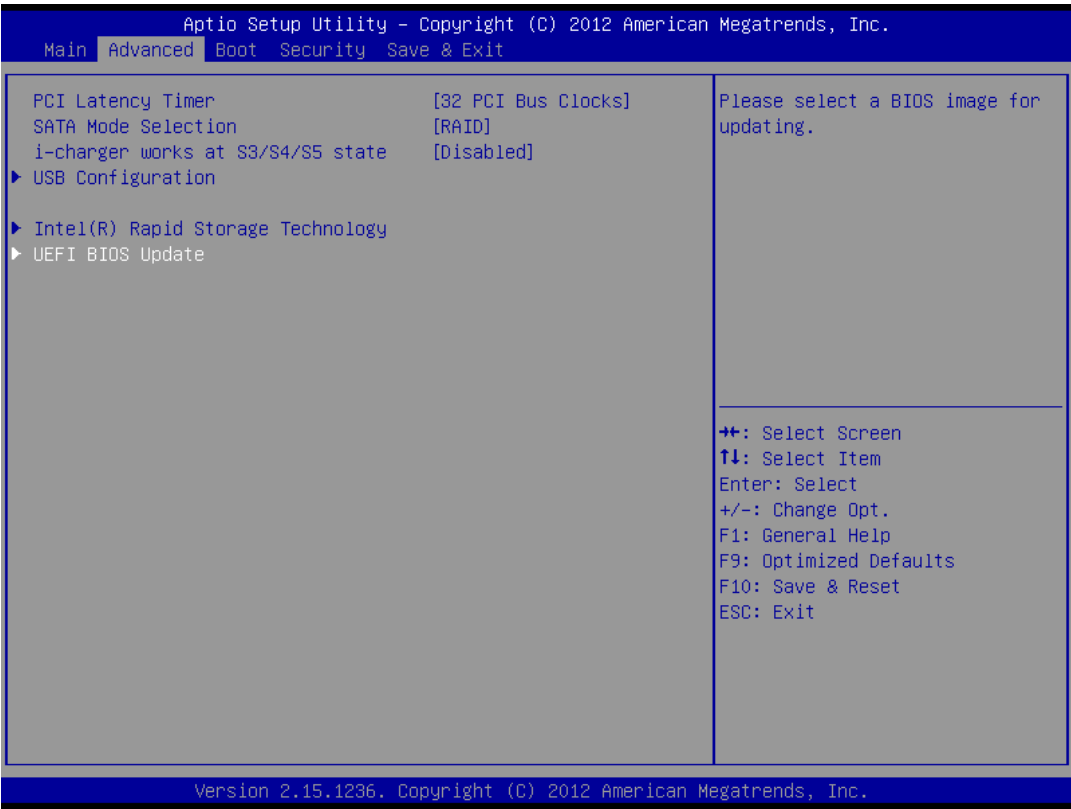 Aptio Setup Utility – Copyright (C) 2012 American Megatrends, Inc.
Main Advanced Boot Security Save & Exit
PCI Latency Timer [32 PCI Bus Clocks]
SATA Mode Selection [RAID]
i-charger works at S3/S4/S5 state [Disabled]
USB Configuration
Intel(R) Rapid Storage Technology
UEFI BIOS Update
Please select a BIOS image for
updating.
→←: Select Screen
↑↓: Select Item
Enter: Select
+/-: Change Opt.
F1: General Help
F9: Optimized Defaults
F10: Save & Reset
ESC: Exit
Version 2.15.1236. Copyright (C) 2012 American Megatrends, Inc.